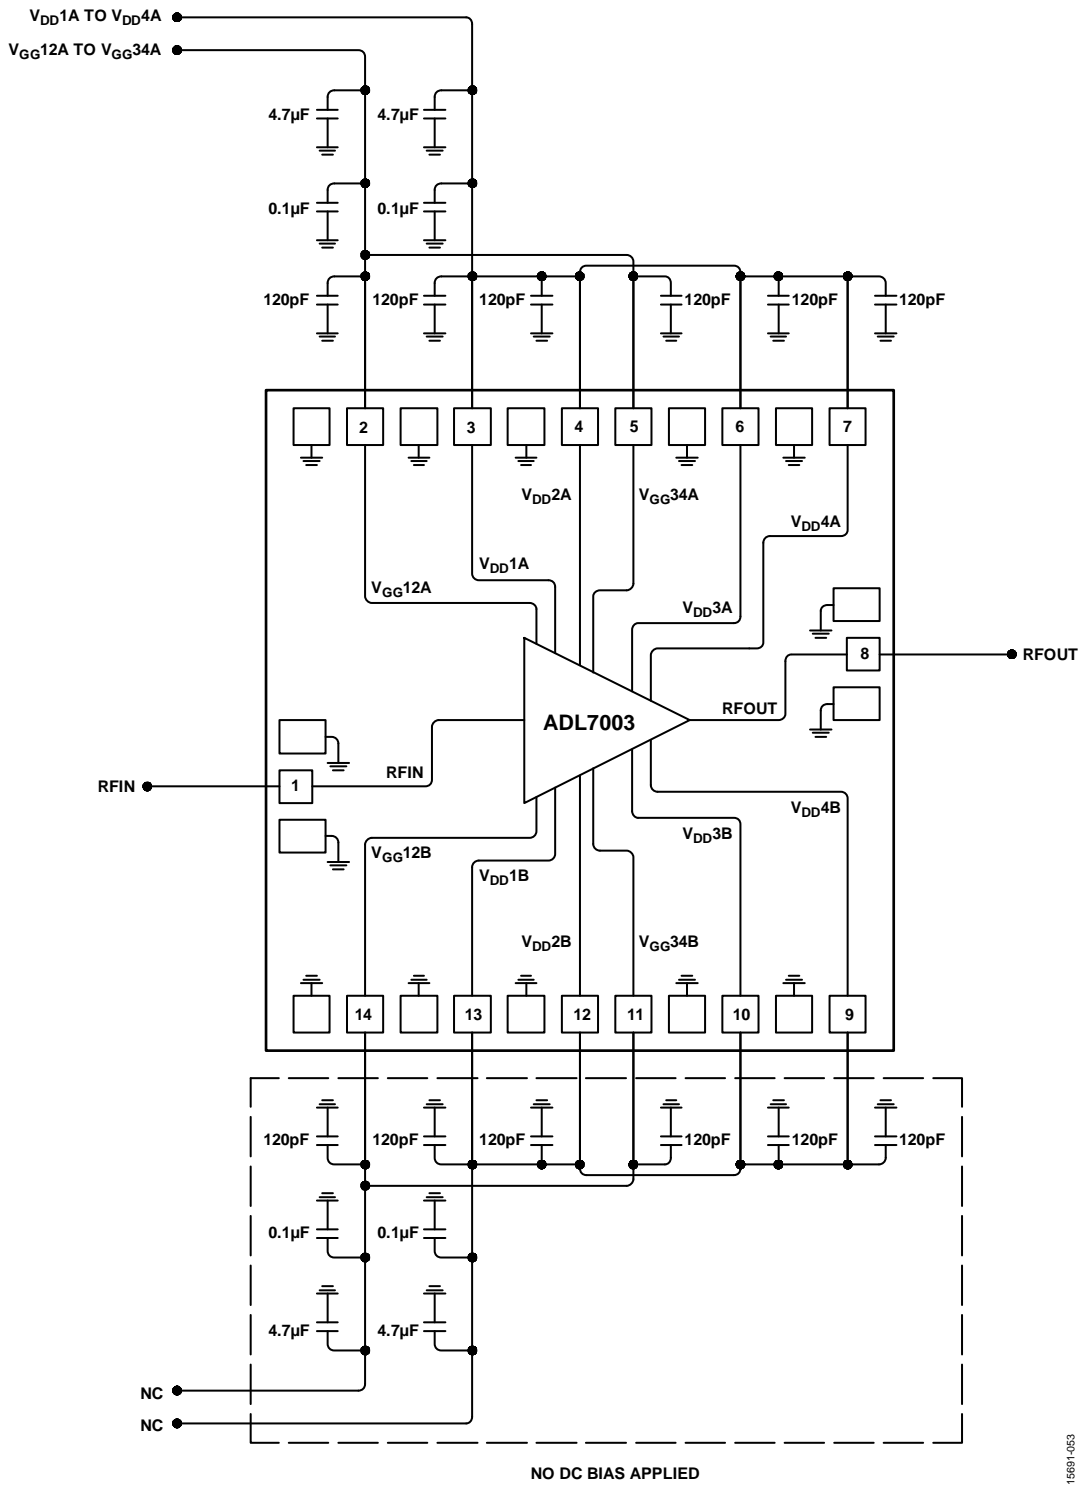 VDD1A TO VDD4A
VGG12A TO VGG34A
4.7µF 4.7µF
0.1µF 0.1µF
120pF 120pF 120pF 120pF 120pF 120pF
2 3 4 5 6 7
VDD2A VGG34A
VDD4A
VDD1A
VGG12A
VDD3A
8
RFOUT
RFOUT
ADL7003
RFIN
RFIN
1
VDD4B
VDD3B
VGG12B
VDD1B
VDD2B VGG34B
14 13 12 11 10 9
120pF 120pF 120pF 120pF 120pF 120pF
0.1µF 0.1µF
4.7µF 4.7µF
NC
NC
NO DC BIAS APPLIED
15691-053